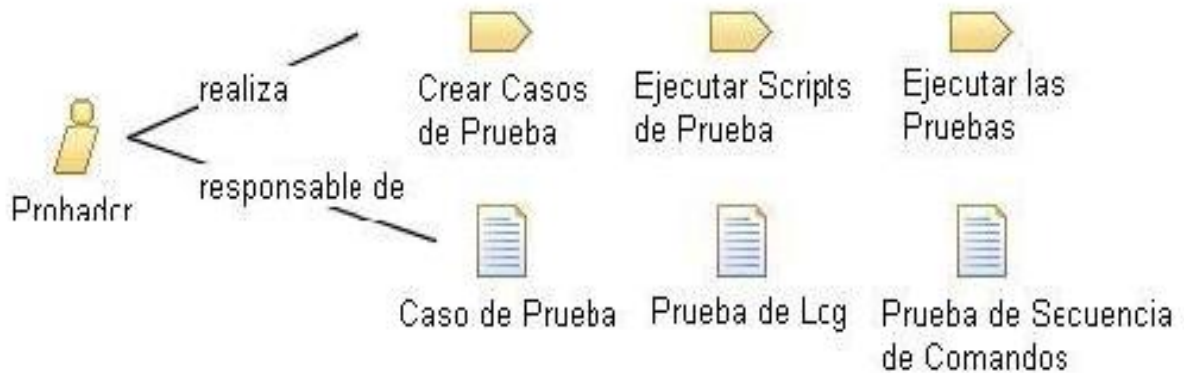 realiza
Crear Casos
de Prueba
Ejecutar Scripts
de Prueba
Ejecutar las
Pruebas
Probador
responsable de
Caso de Prueba
Prueba de Log
Prueba de Secuencia
de Comandos